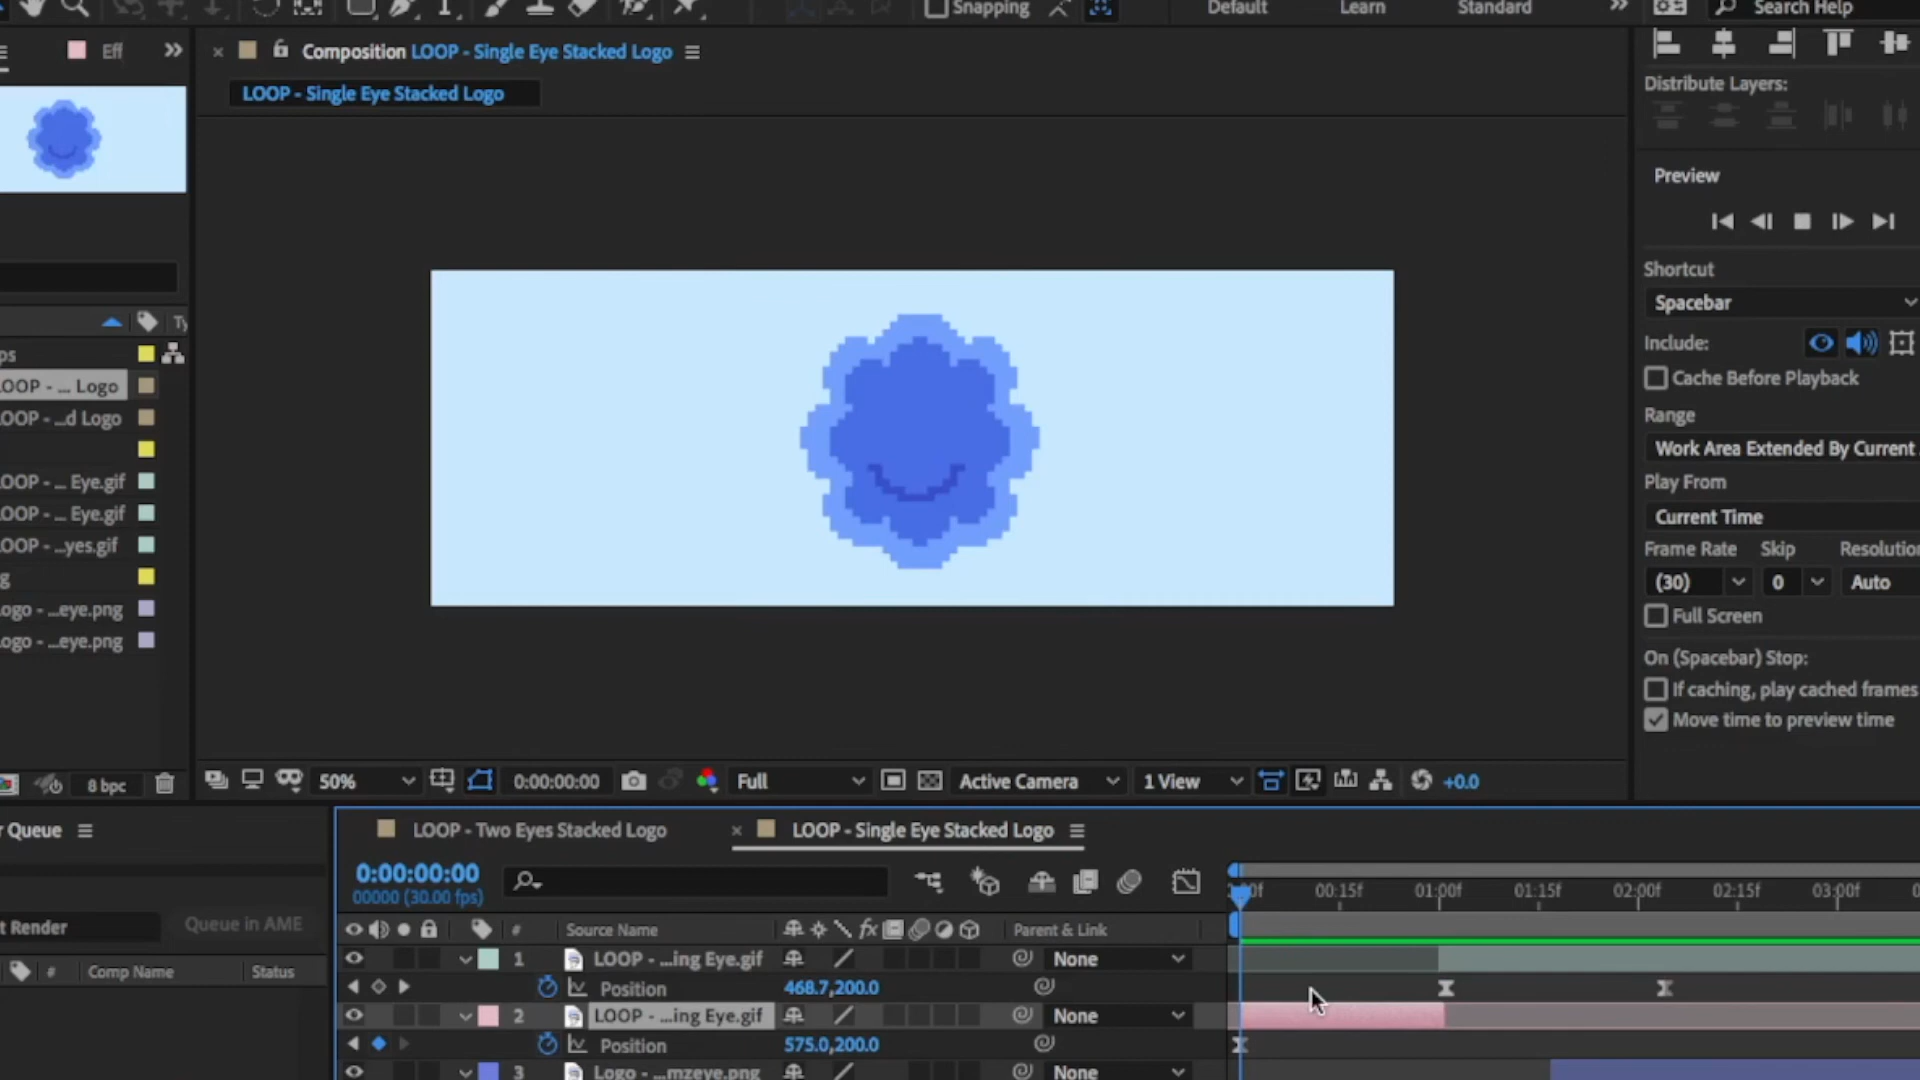 Snapping
Default
Learn
Standard
Search Help
Eff
Composition LOOP - Single Eye Stacked Logo
LOOP - Single Eye Stacked Logo
Distribute Layers:
Preview
Shortcut
Spacebar
Include:
Cache Before Playback
Range
Work Area Extended By Current
Play From
Current Time
Frame Rate Skip Resolution
(30) 0 Auto
Full Screen
On (Spacebar) Stop:
If caching, play cached frames
Move time to preview time
Ty
ps
LOOP - ... Logo
OOP - ...d Logo
OOP - ... Eye.gif
OOP - ... Eye.gif
OOP - ...yes.gif
g
ogo - ...eye.png
ogo - ...eye.png
8 bpc
50%
0:00:00:00
Full
Active Camera
1 View
+0.0
r Queue
t Render
Queue in AME
# Comp Name Status
LOOP - Two Eyes Stacked Logo
LOOP - Single Eye Stacked Logo
0:00:00:00
00000 (30.00 fps)
00:15f 01:00f 01:15f 02:00f 02:15f 03:00f
# Source Name fx Parent & Link
1 LOOP - ...ing Eye.gif None
Position 468.7,200.0
2 LOOP - ...ing Eye.gif None
Position 575.0,200.0
3 Logo - ...mzeye.png None